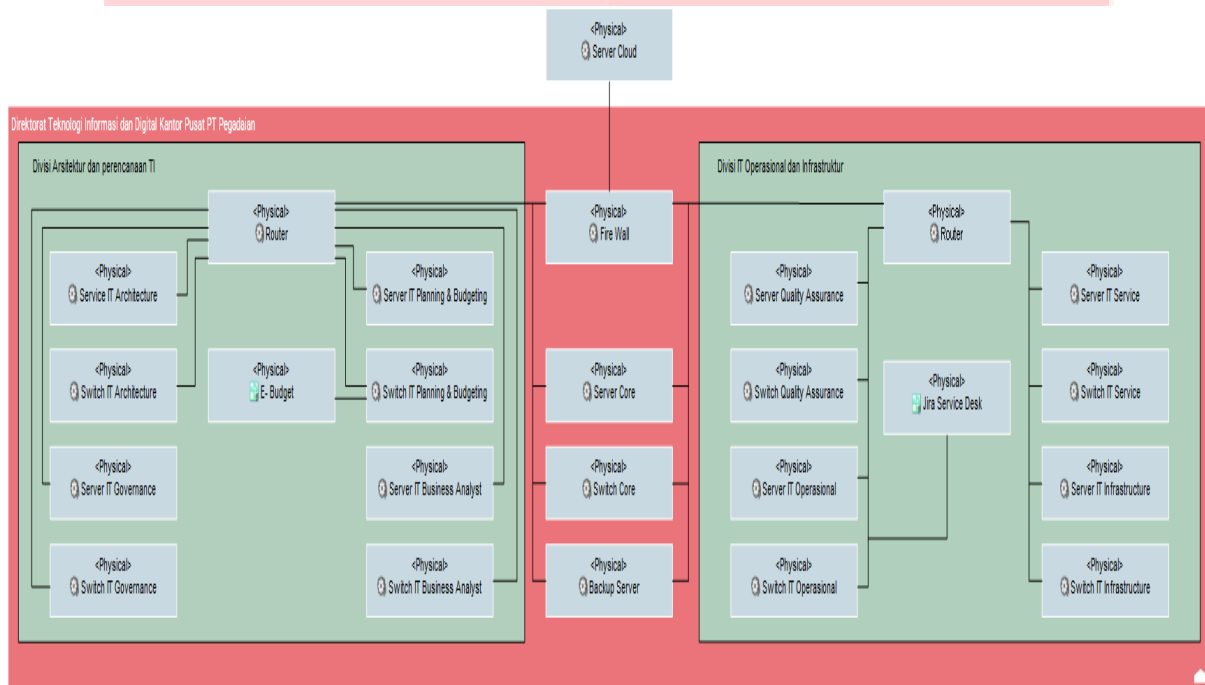 <Physical>
Server Cloud
Direktorat Teknologi Informasi dan Digital Kantor Pusat PT Pegadaian
Divisi Arsitektur dan perencanaan TI
<Physical>
Router
<Physical>
Service IT Architecture
<Physical>
Server IT Planning & Budgeting
<Physical>
Switch IT Architecture
<Physical>
E- Budget
<Physical>
Switch IT Planning & Budgeting
<Physical>
Server IT Governance
<Physical>
Server IT Business Analyst
<Physical>
Switch IT Governance
<Physical>
Switch IT Business Analyst
<Physical>
Fire Wall
<Physical>
Server Core
<Physical>
Switch Core
<Physical>
Backup Server
Divisi IT Operasional dan Infrastruktur
<Physical>
Router
<Physical>
Server Quality Assurance
<Physical>
Server IT Service
<Physical>
Switch Quality Assurance
<Physical>
Jira Service Desk
<Physical>
Switch IT Service
<Physical>
Server IT Operasional
<Physical>
Server IT Infrastructure
<Physical>
Switch IT Operasional
<Physical>
Switch IT Infrastructure